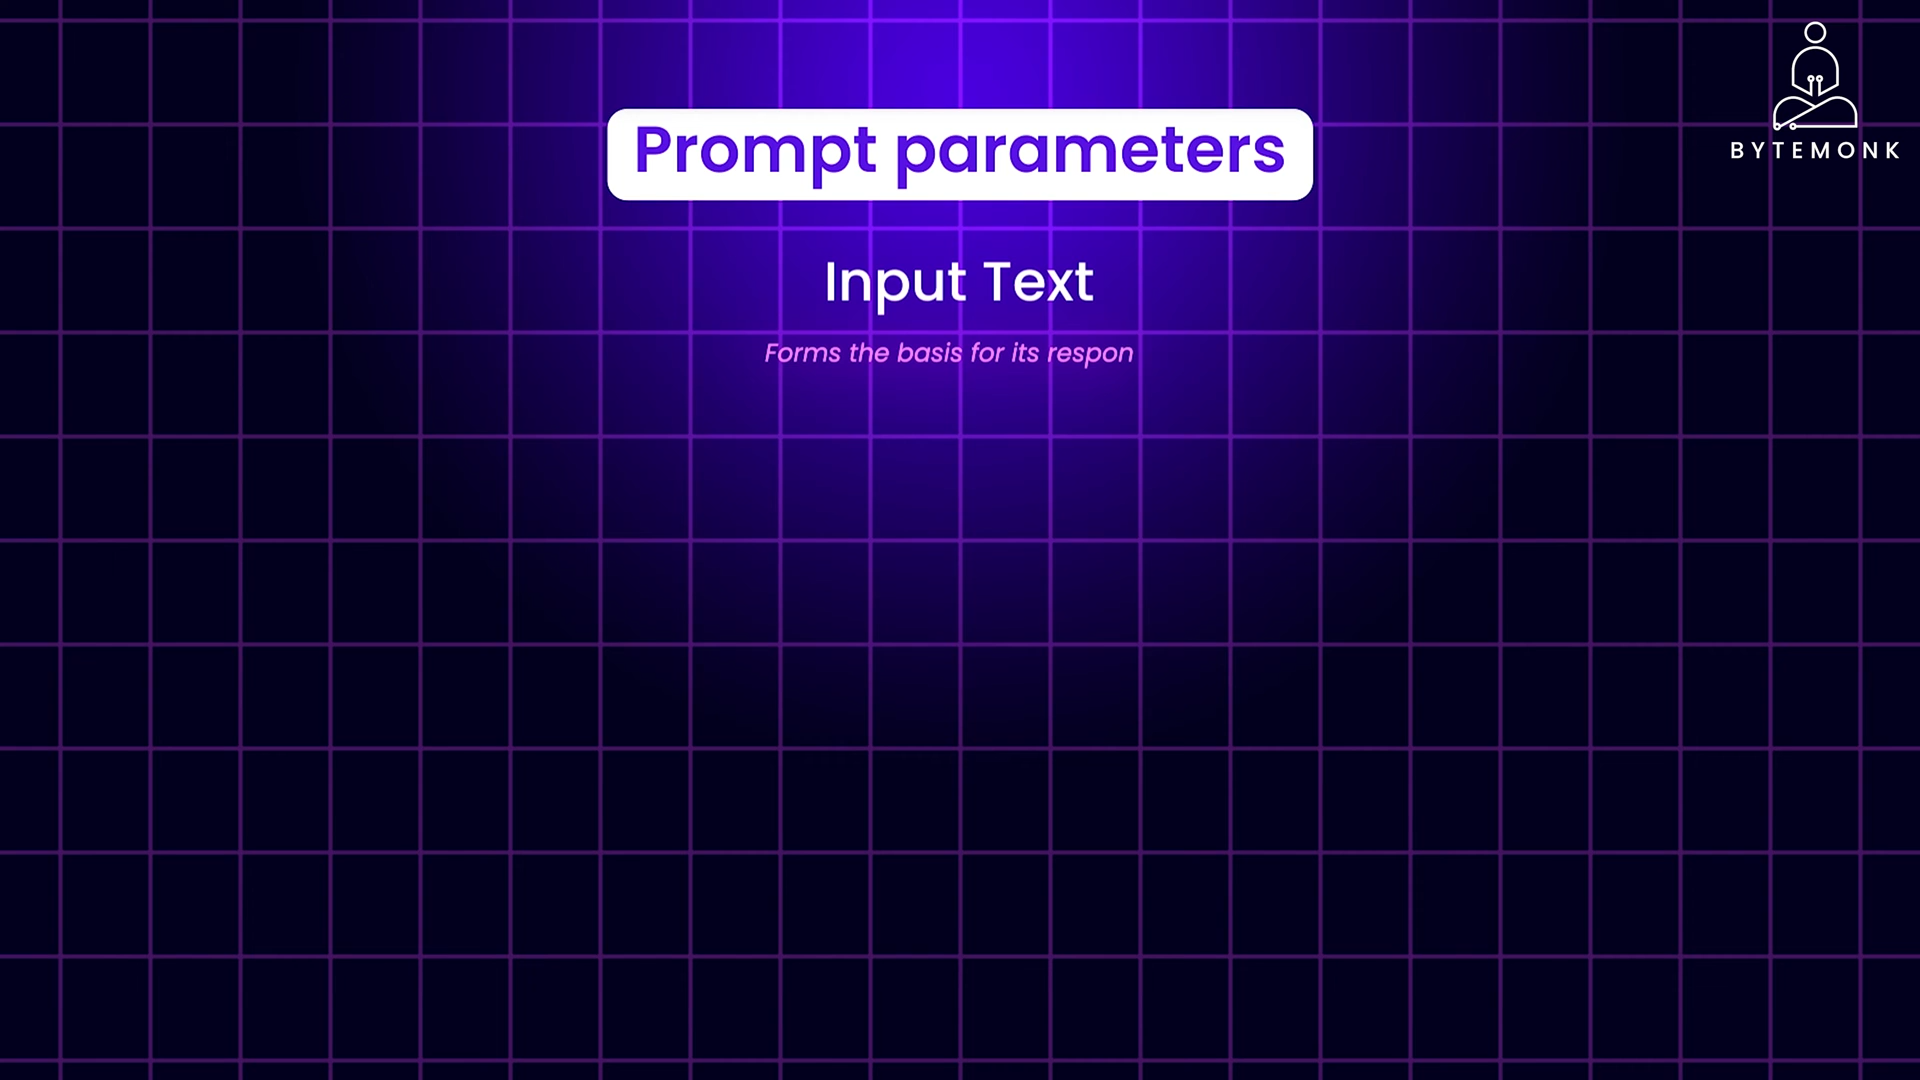 Prompt parameters
BYTEMONK
Input Text
Forms the basis for its respon